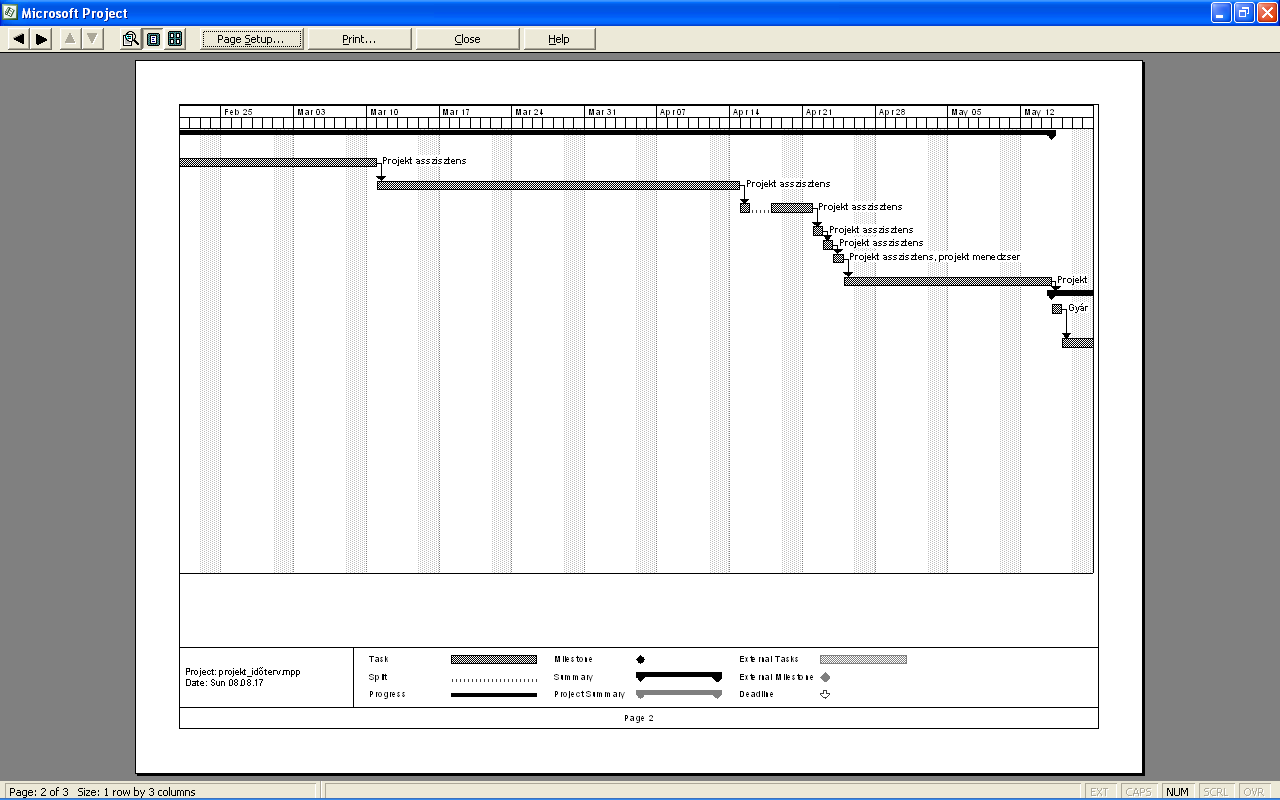 Microsoft Project
Page Setup... Print... Close Help
Feb 25 Mar 03 Mar 10 Mar 17 Mar 24 Mar 31 Apr 07 Apr 14 Apr 21 Apr 28 May 05 May 12
Projekt asszisztens
Projekt asszisztens
Projekt asszisztens
Projekt asszisztens
Projekt asszisztens
Projekt asszisztens, projekt menedzser
Projekt
Gyár
Task Milestone External Tasks
Project: projekt_időterv.mpp
Split Summary External Milestone
Date: Sun 08.08.17
Progress Project Summary Deadline
Page 2
Page: 2 of 3 Size: 1 row by 3 columns EXT CAPS NUM SCRL OVR